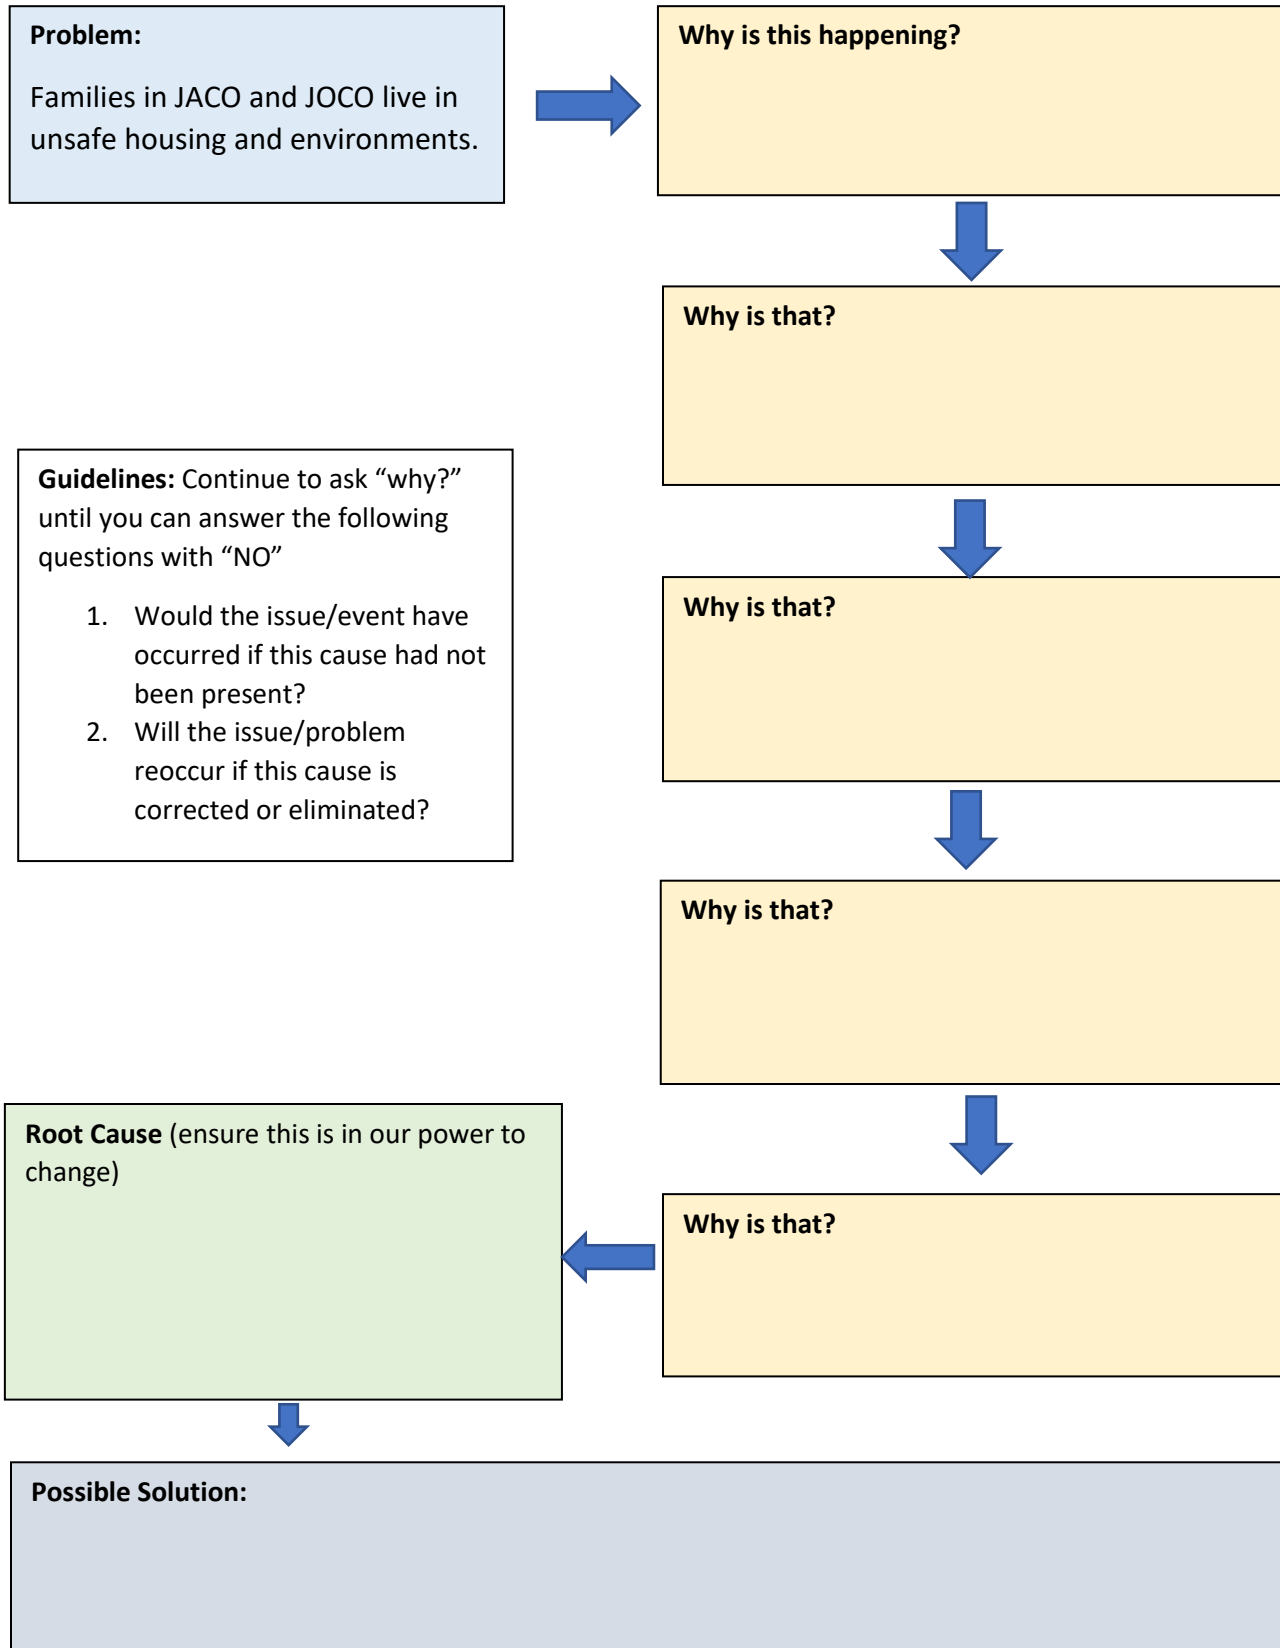 Problem:
Families in JACO and JOCO live in
unsafe housing and environments.
Why is this happening?
Why is that?
Guidelines: Continue to ask “why?”
until you can answer the following
questions with “NO”
1. Would the issue/event have
occurred if this cause had not
been present?
2. Will the issue/problem
reoccur if this cause is
corrected or eliminated?
Why is that?
Why is that?
Root Cause (ensure this is in our power to
change)
Why is that?
Possible Solution: